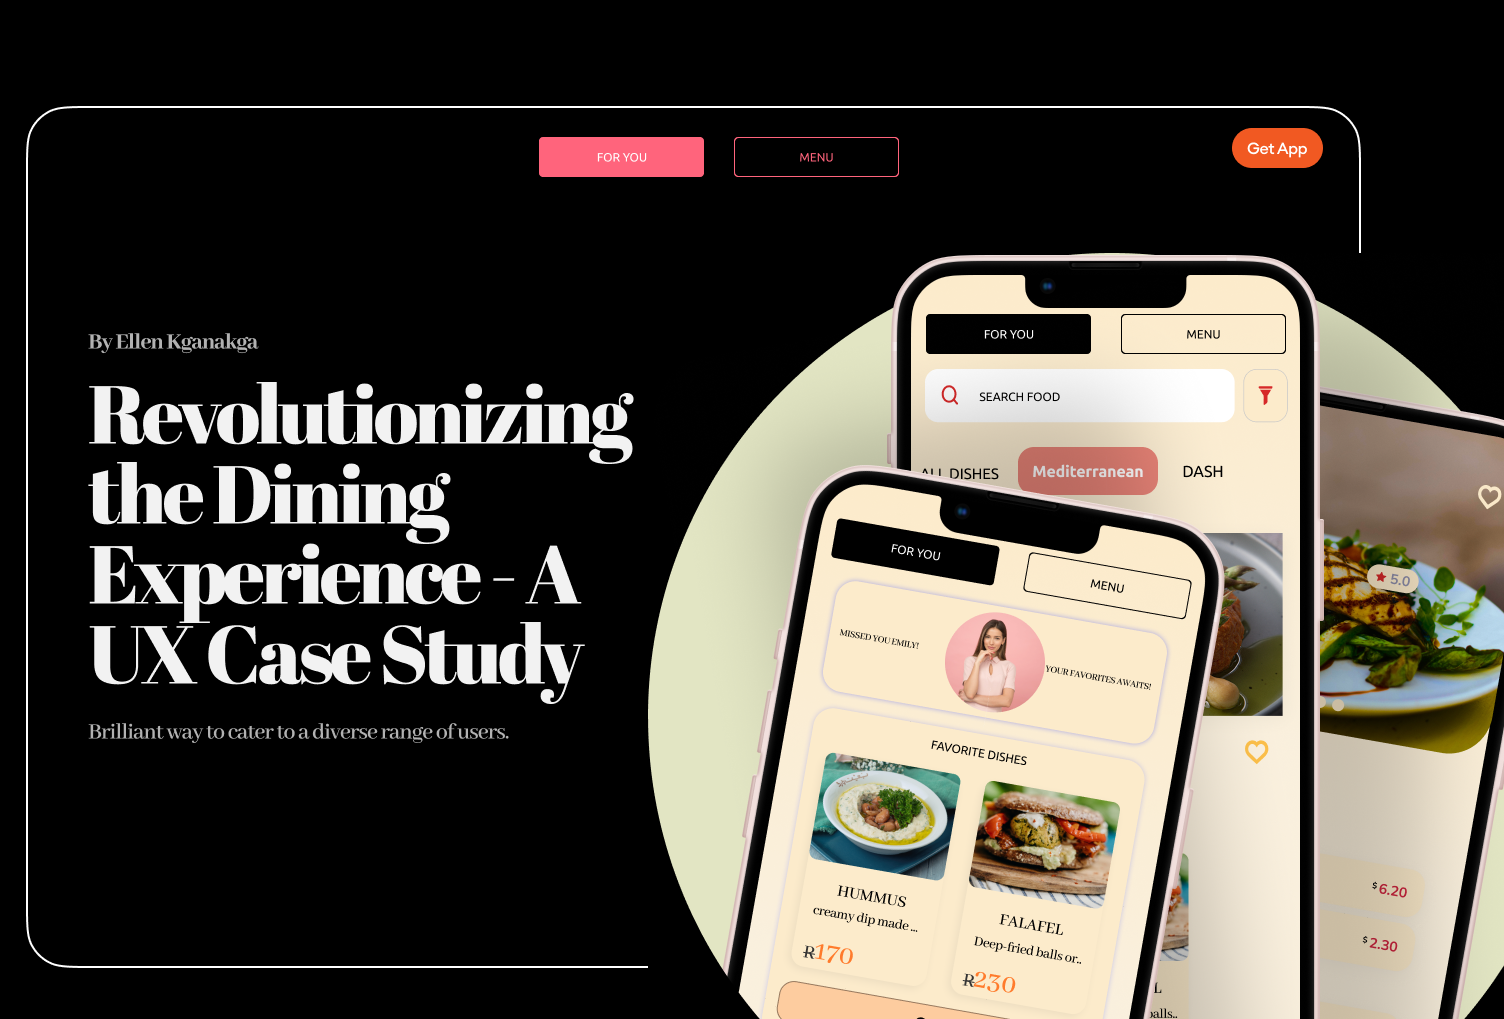 FOR YOU
MENU
Get App
By Ellen Kganakga
Revolutionizing
the Dining
Experience - A
UX Case Study
Brilliant way to cater to a diverse range of users.
FOR YOU
MENU
SEARCH FOOD
ALL DISHES
Mediterranean
DASH
FOR YOU
MENU
MISSED YOU EMILY!
YOUR FAVORITES AWAITS!
FAVORITE DISHES
HUMMUS
creamy dip made ...
R170
FALAFEL
Deep-fried balls or..
R230
5.0
$6.20
$2.30
L
balls..